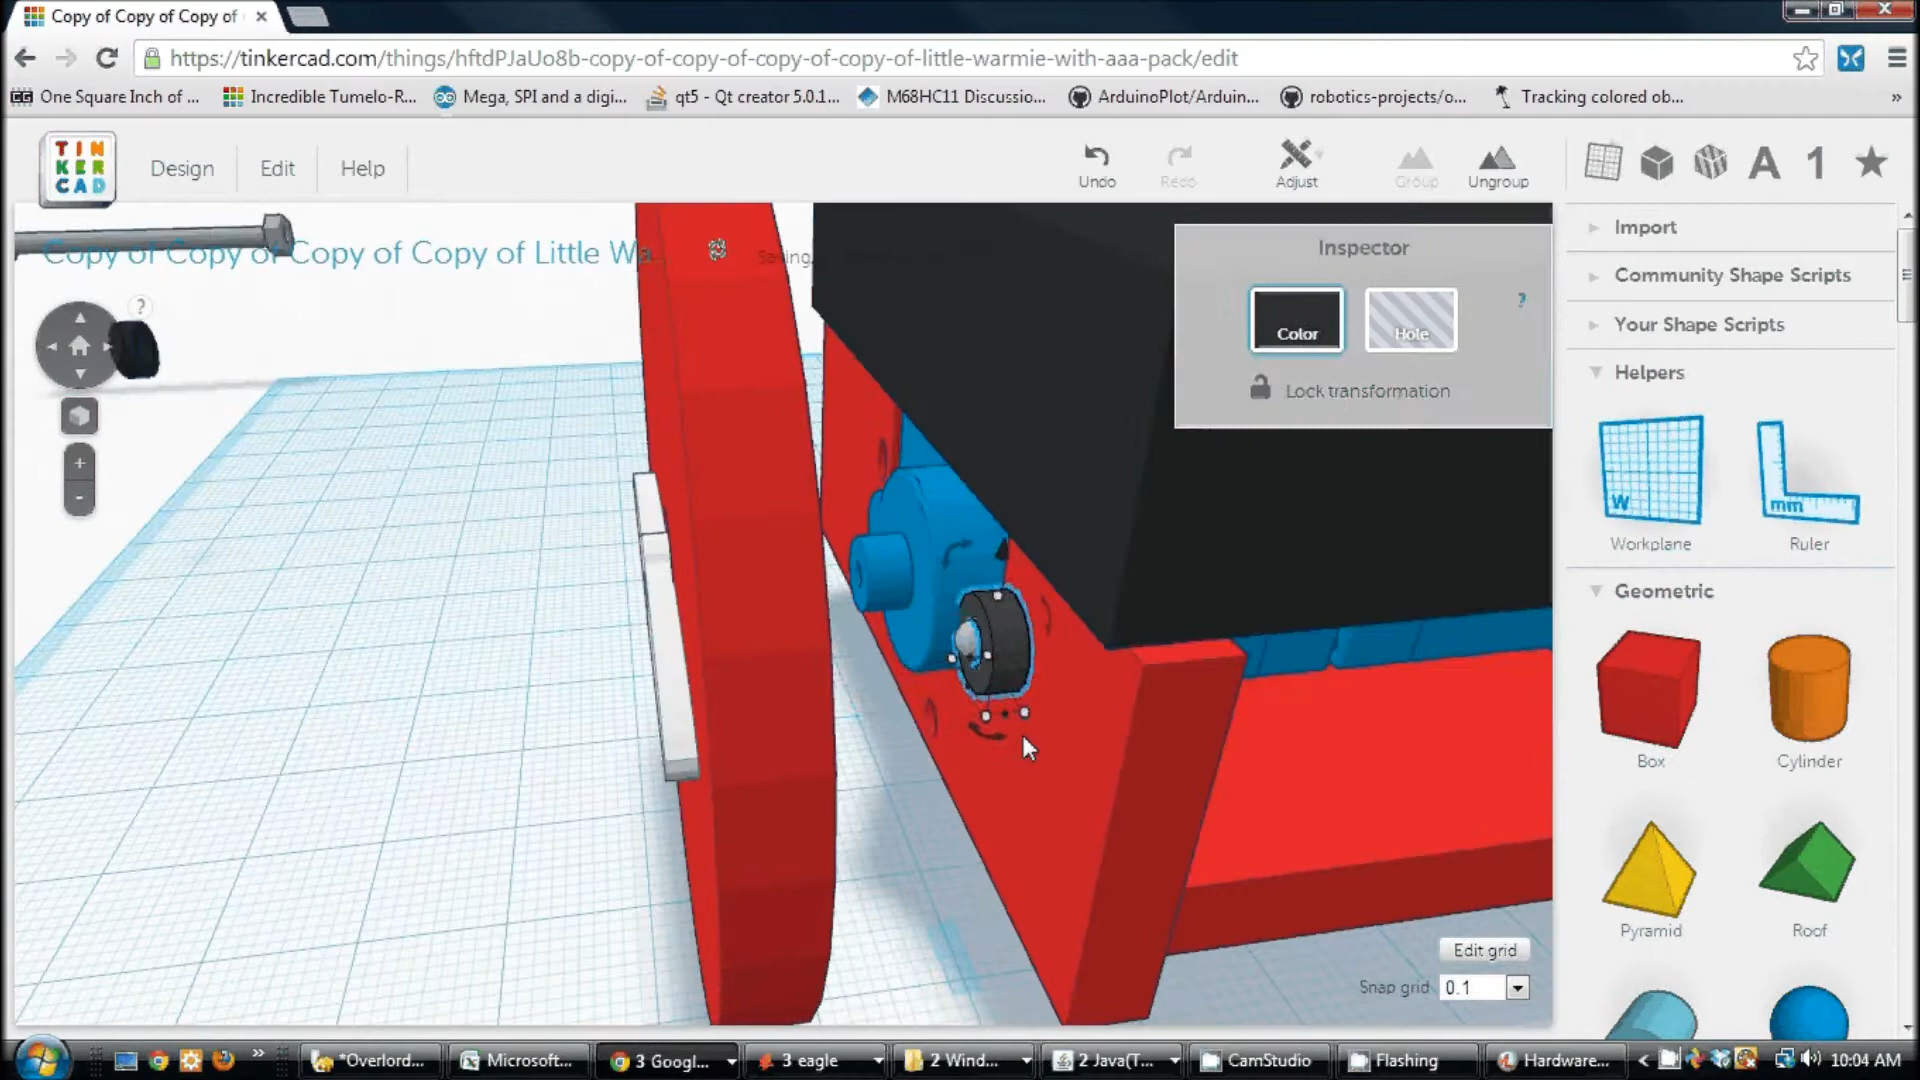 Copy of Copy of Copy of
https://tinkercad.com/things/hftdPJaUo8b-copy-of-copy-of-copy-of-copy-of-little-warmie-with-aaa-pack/edit
One Square Inch of ...
Incredible Tumelo-R...
Mega, SPI and a digi...
qt5 - Qt creator 5.0.1...
M68HC11 Discussio...
ArduinoPlot/Arduin...
robotics-projects/o...
Tracking colored ob...
»
TIN
KER
CAD
Design
Edit
Help
Undo
Redo
Adjust
Group
Ungroup
A
1
Copy of Copy of Copy of Copy of Little Wa...
Saving
?
+
-
Inspector
Color
Hole
?
Lock transformation
Import
Community Shape Scripts
Your Shape Scripts
Helpers
W
Workplane
mm
Ruler
Geometric
Box
Cylinder
Pyramid
Roof
Edit grid
Snap grid 0.1
»
*Overlord...
Microsoft...
3 Googl...
3 eagle
2 Wind...
2 Java(T...
CamStudio
Flashing
Hardware...
10:04 AM